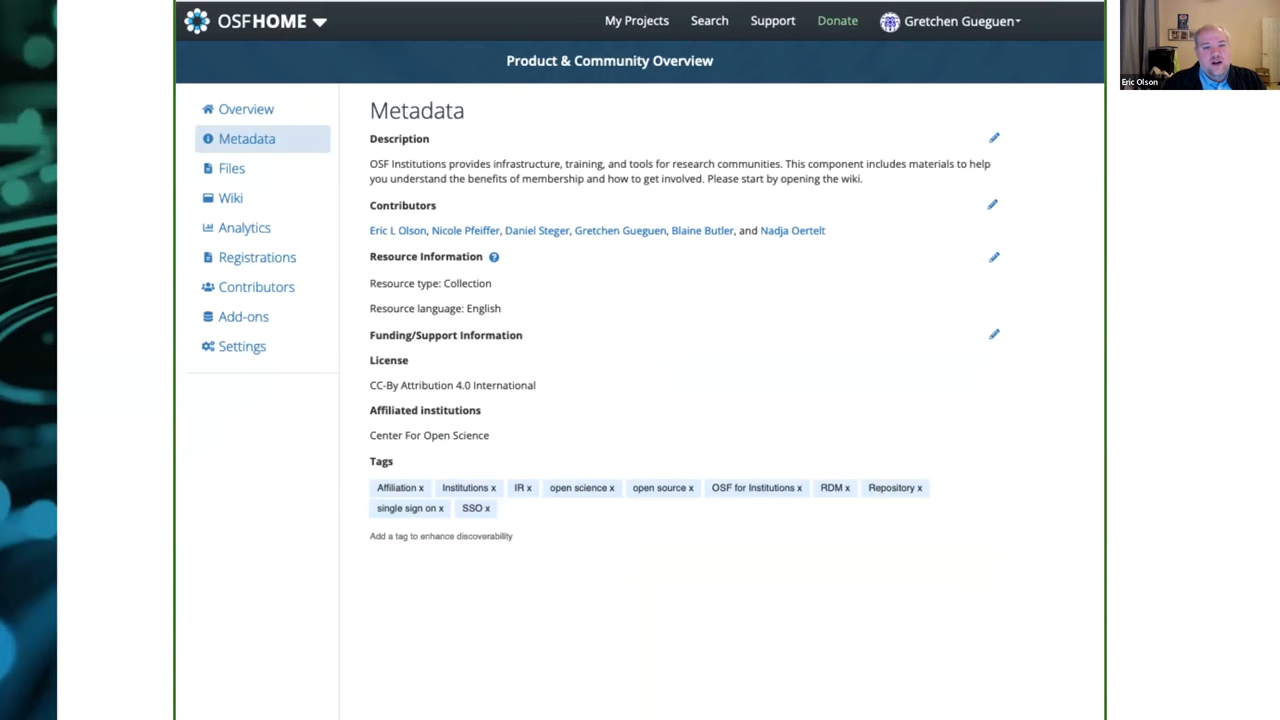 OSFHOME
My Projects
Search
Support
Donate
Gretchen Gueguen
Eric Olson
Product & Community Overview
Overview
Metadata
Files
Wiki
Analytics
Registrations
Contributors
Add-ons
Settings
Metadata
Description
OSF Institutions provides infrastructure, training, and tools for research communities. This component includes materials to help
you understand the benefits of membership and how to get involved. Please start by opening the wiki.
Contributors
Eric L Olson, Nicole Pfeiffer, Daniel Steger, Gretchen Gueguen, Blaine Butler, and Nadja Oertelt
Resource Information
Resource type: Collection
Resource language: English
Funding/Support Information
License
CC-By Attribution 4.0 International
Affiliated institutions
Center For Open Science
Tags
Affiliation x Institutions x IR x open science x open source x OSF for Institutions x RDM x Repository x
single sign on x SSO x
Add a tag to enhance discoverability